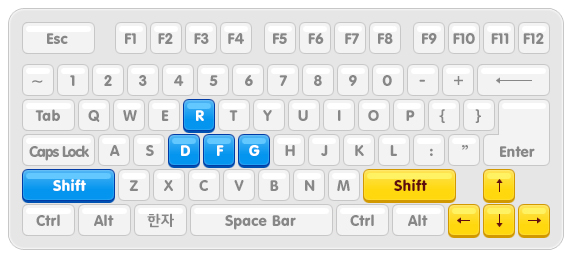 Esc F1 F2 F3 F4 F5 F6 F7 F8 F9 F10 F11 F12
~ 1 2 3 4 5 6 7 8 9 0 - + ←
Tab Q W E R T Y U I O P { }
Caps Lock A S D F G H J K L : ” Enter
Shift Z X C V B N M Shift ↑
Ctrl Alt 한자 Space Bar Ctrl Alt ← ↓ →